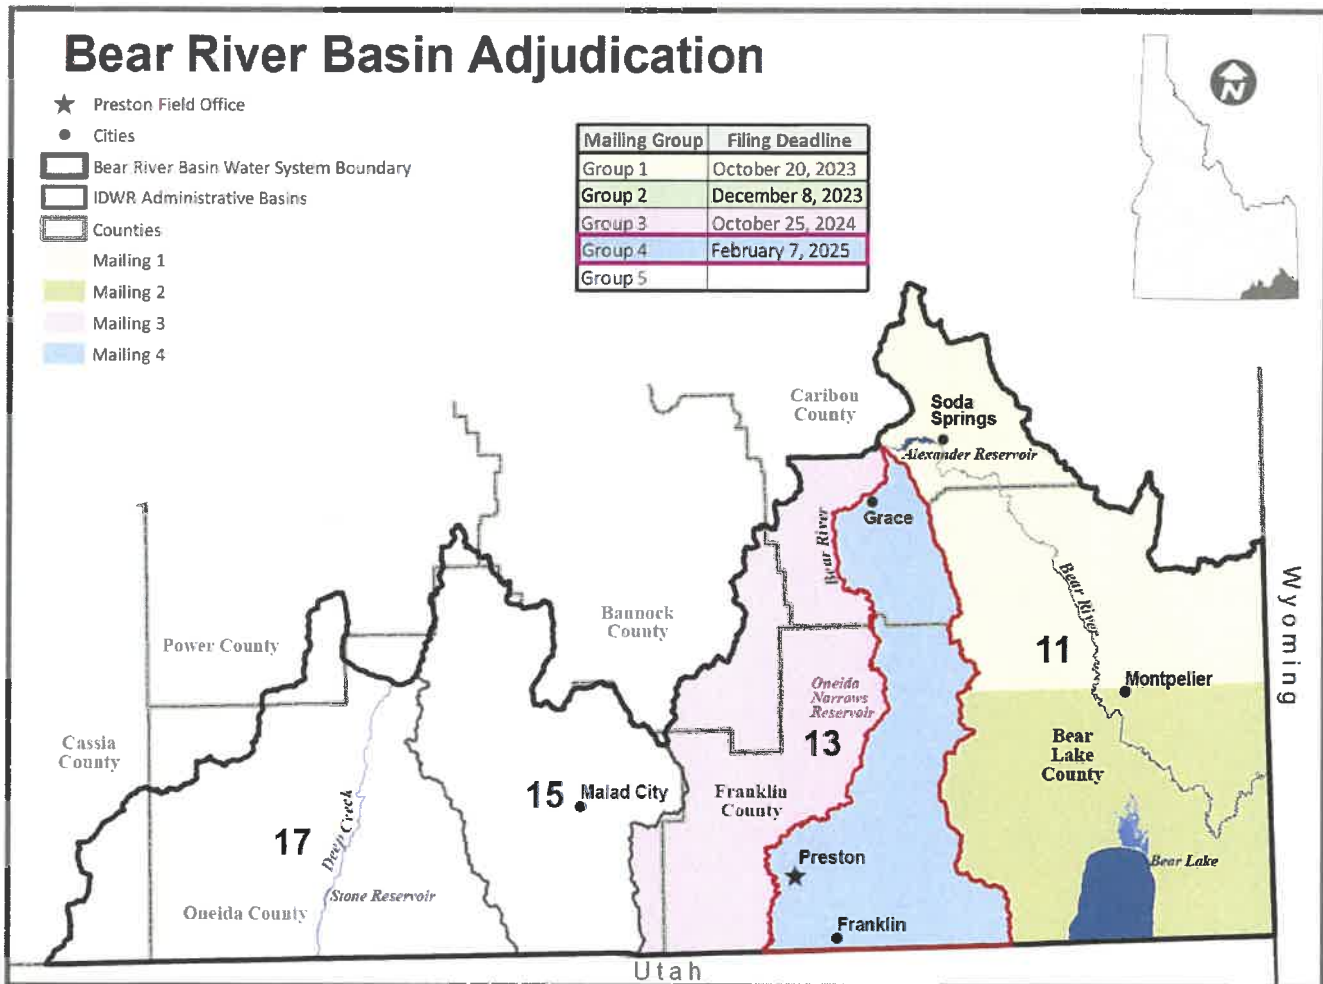 Bear River Basin Adjudication
Preston Field Office
Cities
Bear River Basin Water System Boundary
IDWR Administrative Basins
Counties
Mailing 1
Mailing 2
Mailing 3
Mailing 4
Mailing Group Filing Deadline
Group 1 October 20, 2023
Group 2 December 8, 2023
Group 3 October 25, 2024
Group 4 February 7, 2025
Group 5
N
Caribou
County
Soda
Springs
Alexander Reservoir
Grace
Bear River
Bear River
Wyoming
Power County
Bannock
County
11
Montpelier
Oneida
Narrows
Reservoir
13
Cassia
County
Bear
Lake
County
15
Malad City
Franklin
County
17
Deep Creek
Preston
Bear Lake
Stone Reservoir
Oneida County
Franklin
Utah